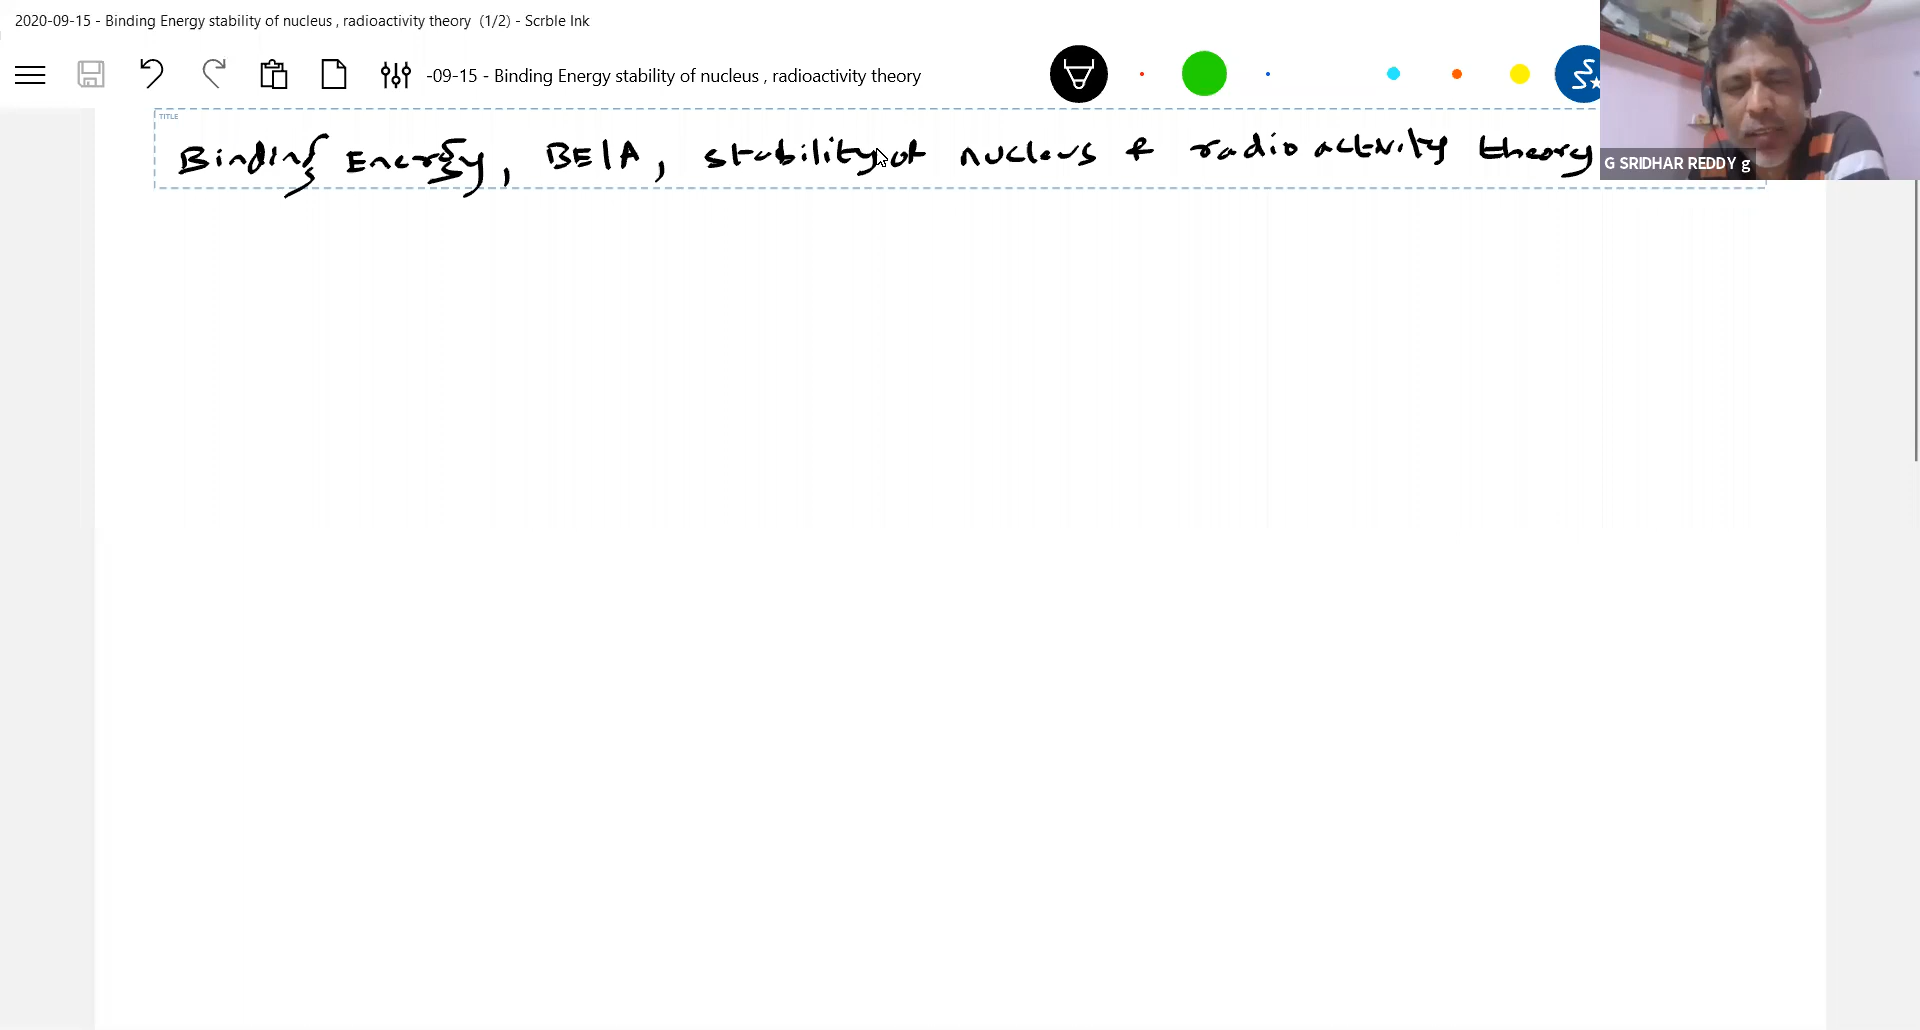 2020-09-15 - Binding Energy stability of nucleus , radioactivity theory (1/2) - Scrble Ink
-09-15 - Binding Energy stability of nucleus , radioactivity theory
TITLE
Binding Energy, BE/A, stability of nucleus & radio activity theory
G SRIDHAR REDDY g